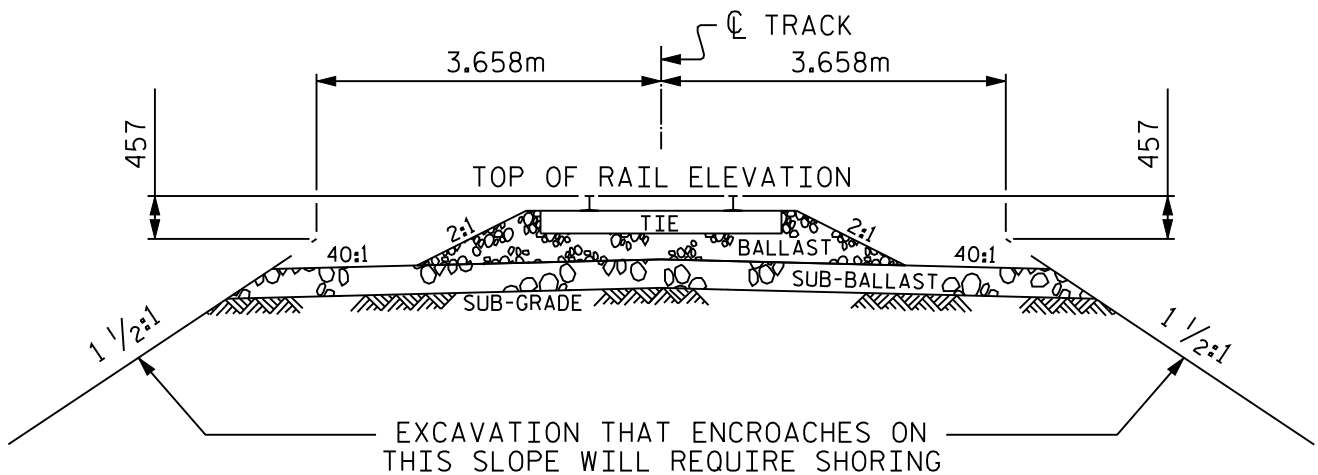 ℄ TRACK
3.658m 3.658m
457 457
TOP OF RAIL ELEVATION
TIE
2:1 2:1
BALLAST
40:1 40:1
SUB-BALLAST
SUB-GRADE
1 1/2:1 1 1/2:1
EXCAVATION THAT ENCROACHES ON
THIS SLOPE WILL REQUIRE SHORING